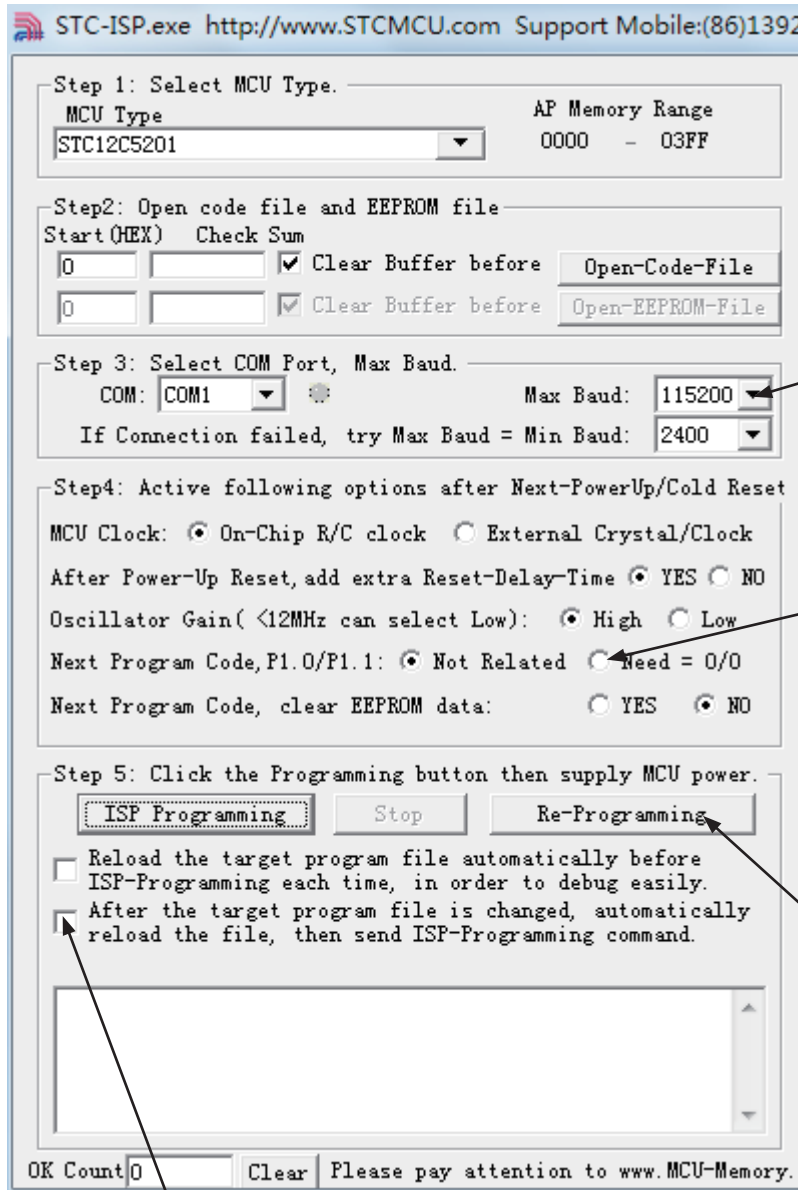 STC-ISP.exe http://www.STCMCU.com Support Mobile:(86)1392
Step 1: Select MCU Type.
MCU Type AP Memory Range
STC12C5201 0000 - 03FF
Step2: Open code file and EEPROM file
Start(HEX) Check Sum
0 Clear Buffer before Open-Code-File
0 Clear Buffer before Open-EEPROM-File
Step 3: Select COM Port, Max Baud.
COM: COM1 Max Baud: 115200
If Connection failed, try Max Baud = Min Baud: 2400
Step4: Active following options after Next-PowerUp/Cold Reset
MCU Clock: On-Chip R/C clock External Crystal/Clock
After Power-Up Reset, add extra Reset-Delay-Time YES NO
Oscillator Gain( <12MHz can select Low): High Low
Next Program Code, P1.0/P1.1: Not Related Need = 0/0
Next Program Code, clear EEPROM data: YES NO
Step 5: Click the Programming button then supply MCU power.
ISP Programming Stop Re-Programming
Reload the target program file automatically before
ISP-Programming each time, in order to debug easily.
After the target program file is changed, automatically
reload the file, then send ISP-Programming command.
OK Count 0 Clear Please pay attention to www.MCU-Memory.